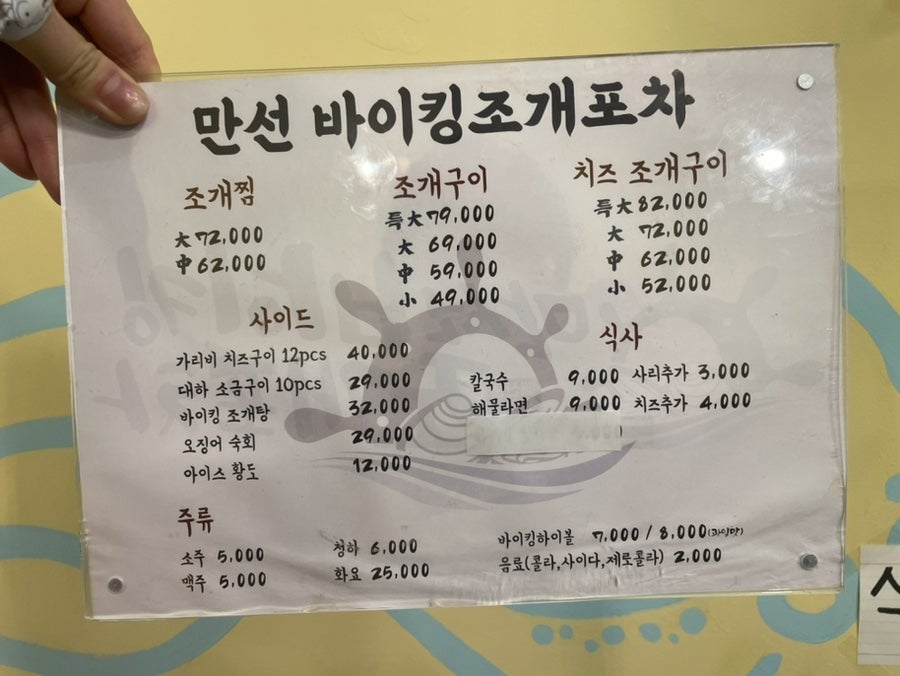 만선 바이킹조개포차
조개찜
大 72,000
中 62,000
조개구이
특大 79,000
大 69,000
中 59,000
小 49,000
치즈 조개구이
특大 82,000
大 72,000
中 62,000
小 52,000
사이드
가리비 치즈구이 12pcs 40,000
대하 소금구이 10pcs 29,000
바이킹 조개탕 32,000
오징어 숙회 29,000
아이스 황도 12,000
식사
칼국수 9,000 사리추가 3,000
해물라면 9,000 치즈추가 4,000
주류
소주 5,000
맥주 5,000
청하 6,000
화요 25,000
바이킹하이볼 7,000 / 8,000
음료(콜라,사이다,제로콜라) 2,000